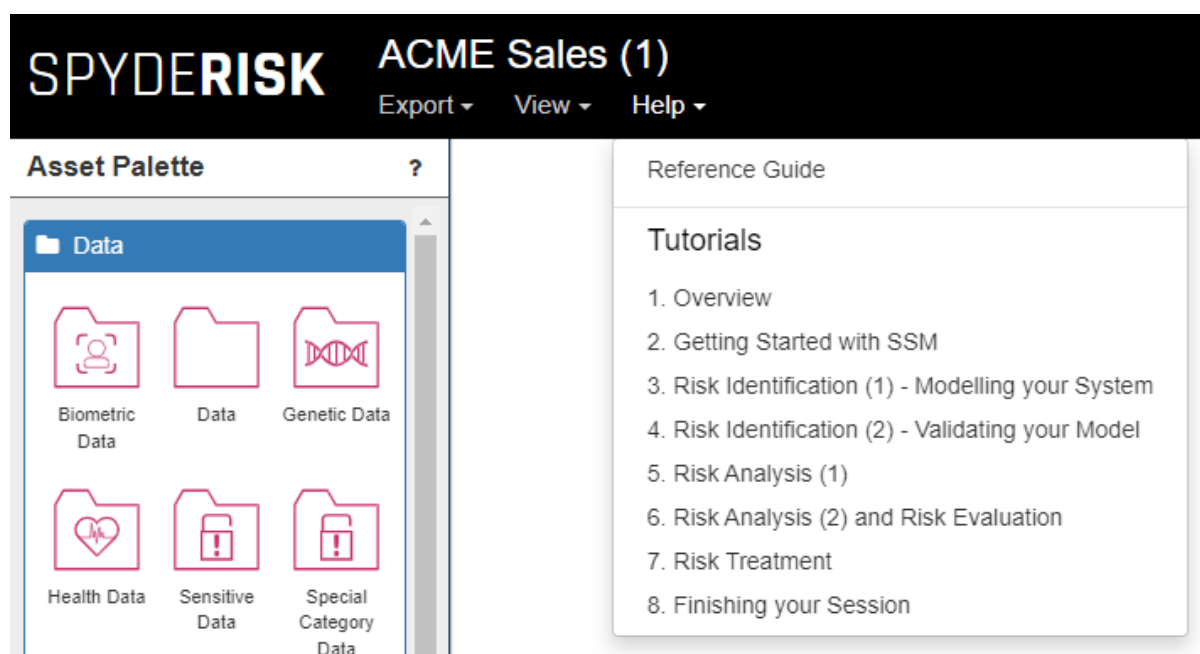 SPYDERISK
ACME Sales (1)
Export
View
Help
Asset Palette
?
Data
Biometric
Data
Data
Genetic Data
Health Data
Sensitive
Data
Special
Category
Data
Reference Guide
Tutorials
1. Overview
2. Getting Started with SSM
3. Risk Identification (1) - Modelling your System
4. Risk Identification (2) - Validating your Model
5. Risk Analysis (1)
6. Risk Analysis (2) and Risk Evaluation
7. Risk Treatment
8. Finishing your Session